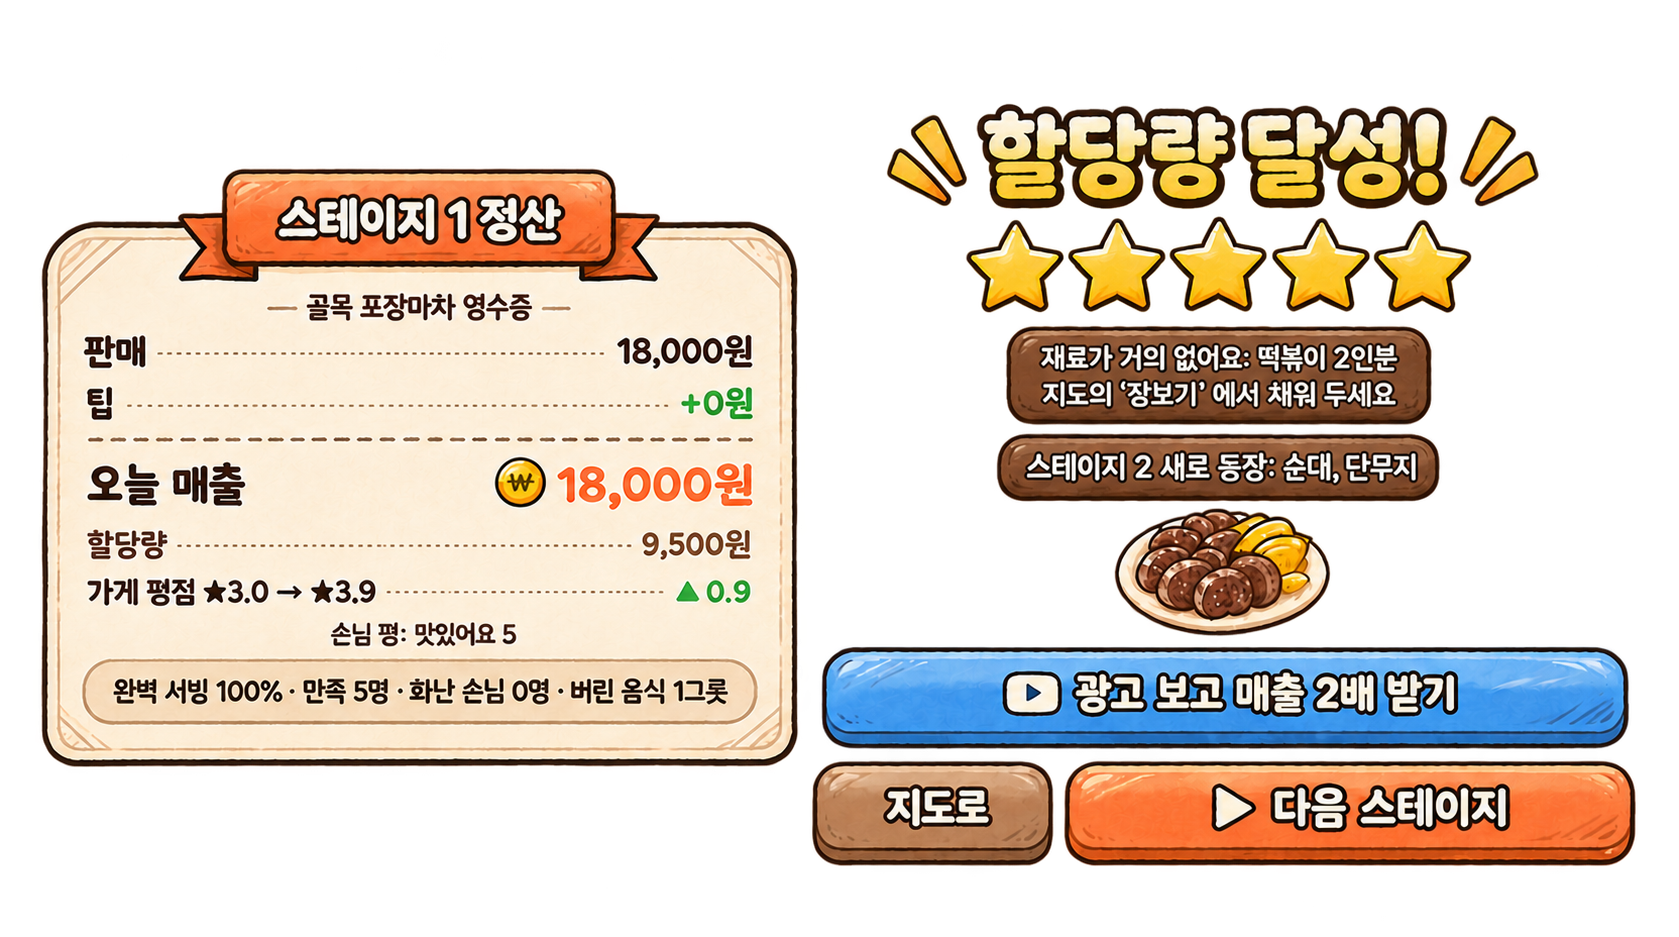 스테이지 1 정산
골목 포장마차 영수증
판매 18,000원
팁 +0원
오늘 매출 ₩ 18,000원
할당량 9,500원
가게 평점 ★3.0 → ★3.9 ▲ 0.9
손님 평: 맛있어요 5
완벽 서빙 100% · 만족 5명 · 화난 손님 0명 · 버린 음식 1그릇
할당량 달성!
재료가 거의 없어요: 떡볶이 2인분
지도의 ‘장보기’ 에서 채워 두세요
스테이지 2 새로 등장: 순대, 단무지
광고 보고 매출 2배 받기
지도로
다음 스테이지